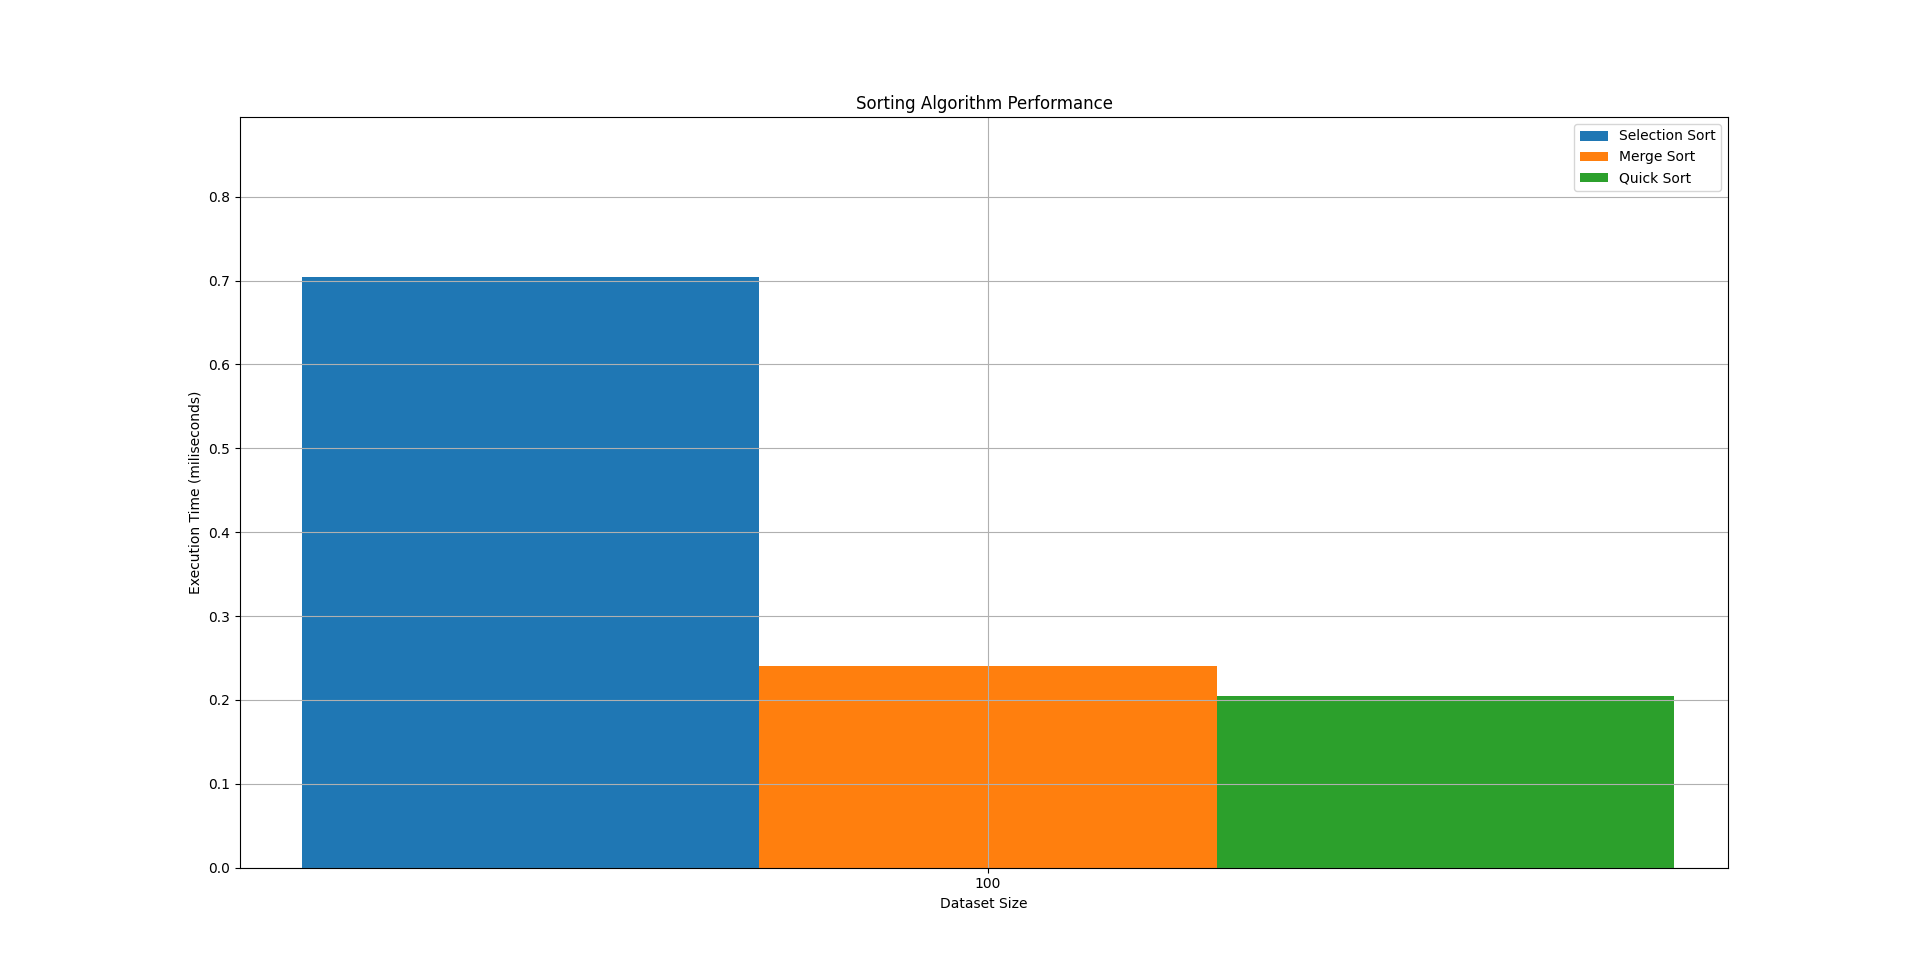 Sorting Algorithm Performance
Selection Sort
Merge Sort
Quick Sort
0.8
0.7
0.6
0.5
0.4
0.3
0.2
0.1
0.0
Execution Time (miliseconds)
100
Dataset Size